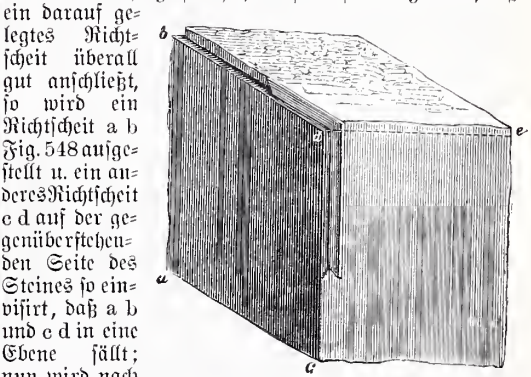 ein darauf ge-
legtes Richt-
scheit überall
gut anschließt,
so wird ein
Richtscheit a b
Fig. 548 aufge-
stellt u. ein an-
deres Richtscheit
c d auf der ge-
genüberstehen-
den Seite des
Steines so ein-
visirt, daß a b
und c d in eine
Ebene fällt;
nun wird nach
b
d
e
a
c